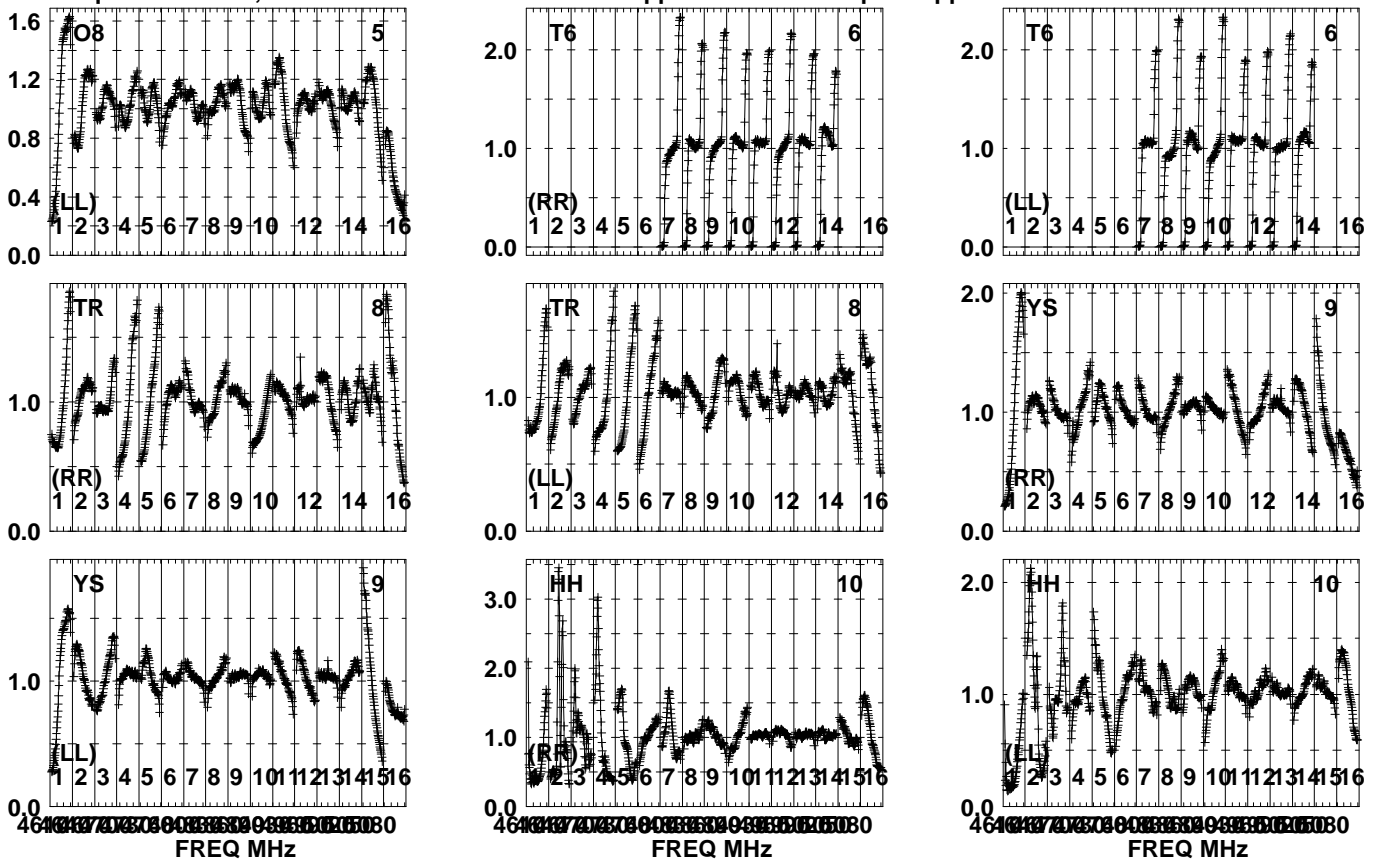 O8 5
1.6
1.2
0.8
0.4
0.0
(LL)
1 2 3 4 5 6 7 8 9 10 12 14 16
T6 6
2.0
1.0
0.0
(RR)
1 2 3 4 5 6 7 8 9 10 12 14 16
T6 6
2.0
1.0
0.0
(LL)
1 2 3 4 5 6 7 8 9 10 12 14 16
TR 8
1.0
1.0
(RR)
1 2 3 4 5 6 7 8 9 10 12 14 16
TR 8
1.0
0.0
(LL)
1 2 3 4 5 6 7 8 9 10 12 14 16
YS 9
2.0
1.0
0.0
(RR)
1 2 3 4 5 6 7 8 9 10 12 14 16
YS 9
1.0
0.0
(LL)
1 2 3 4 5 6 7 8 9 10 11 12 13 15 16
HH 10
3.0
2.0
1.0
0.0
(RR)
1 2 3 4 5 6 7 8 9 10 11 12 13 14 15 16
HH 10
2.0
1.0
0.0
(LL)
1 2 3 4 5 6 7 8 9 10 11 12 13 14 15 16
FREQ MHz
FREQ MHz
FREQ MHz